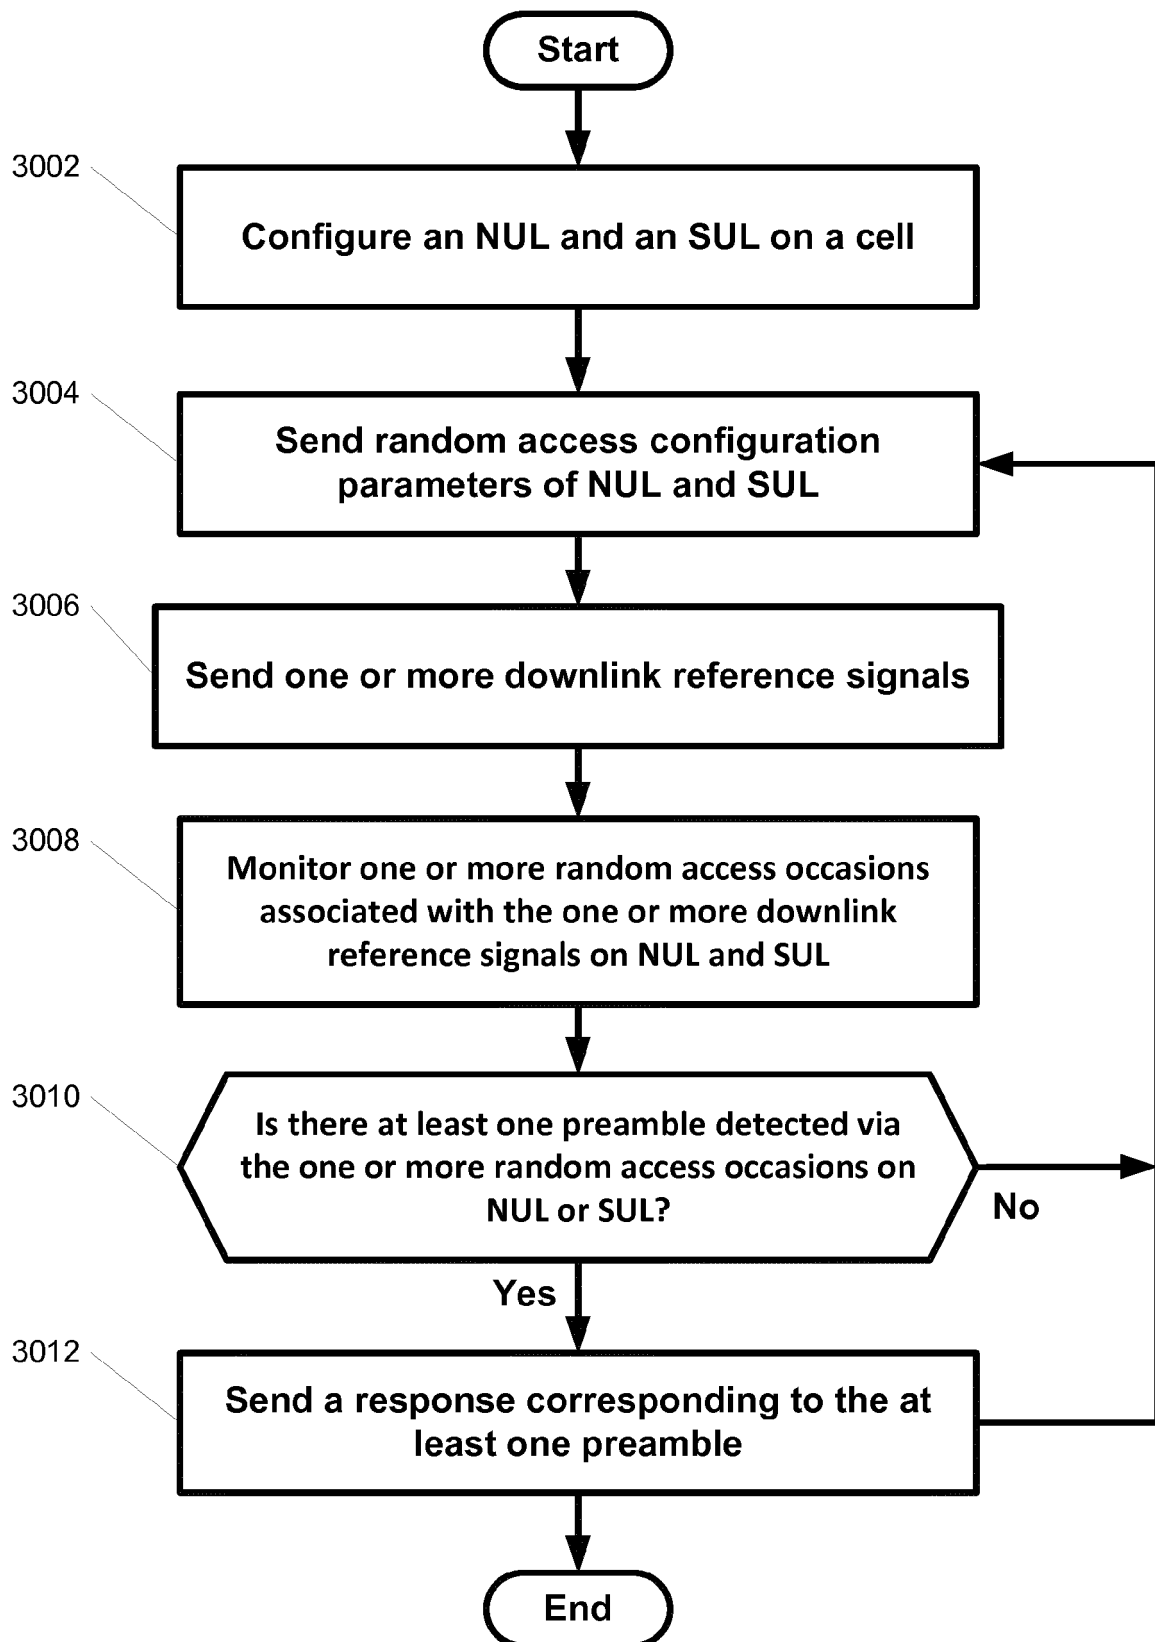 Start
3002
Configure an NUL and an SUL on a cell
3004
Send random access configuration
parameters of NUL and SUL
3006
Send one or more downlink reference signals
3008
Monitor one or more random access occasions
associated with the one or more downlink
reference signals on NUL and SUL
3010
Is there at least one preamble detected via
the one or more random access occasions on
NUL or SUL?
No
Yes
3012
Send a response corresponding to the at
least one preamble
End